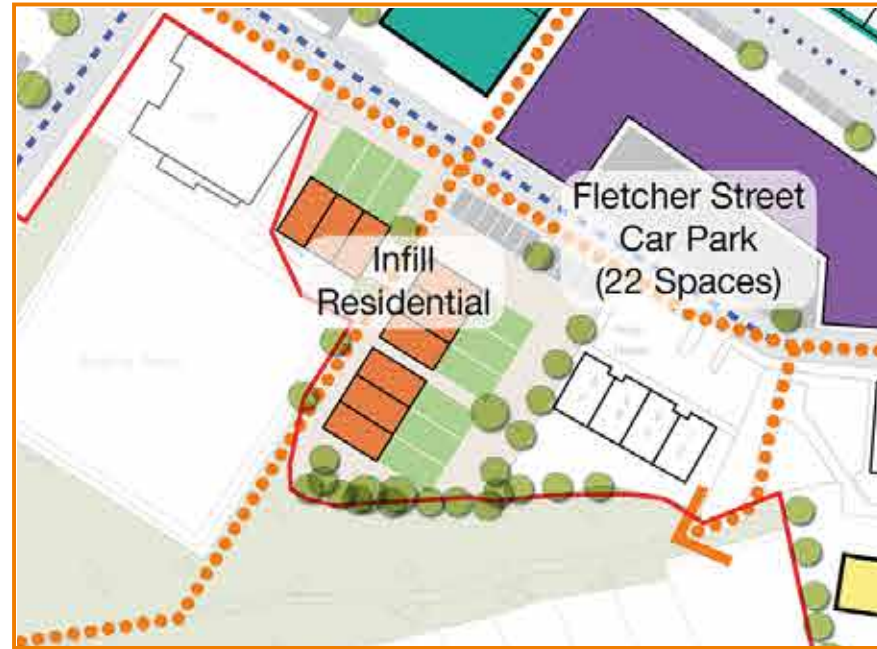 Fletcher Street
Car Park
(22 Spaces)
Infill
Residential